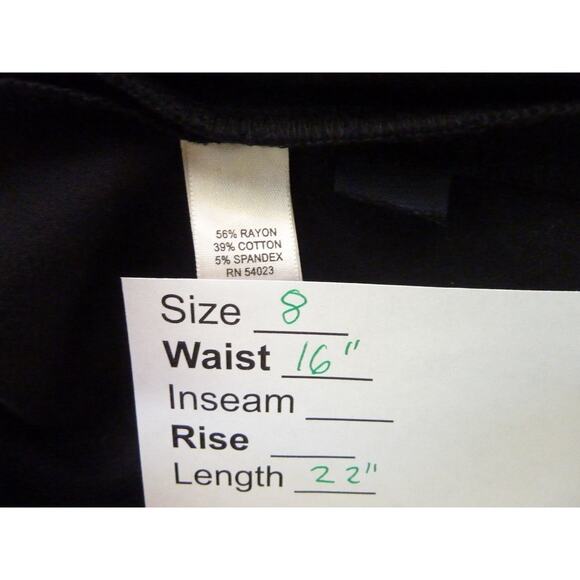 56% RAYON
39% COTTON
5% SPANDEX
RN 54023
Size 8
Waist 16"
Inseam
Rise
Length 22"